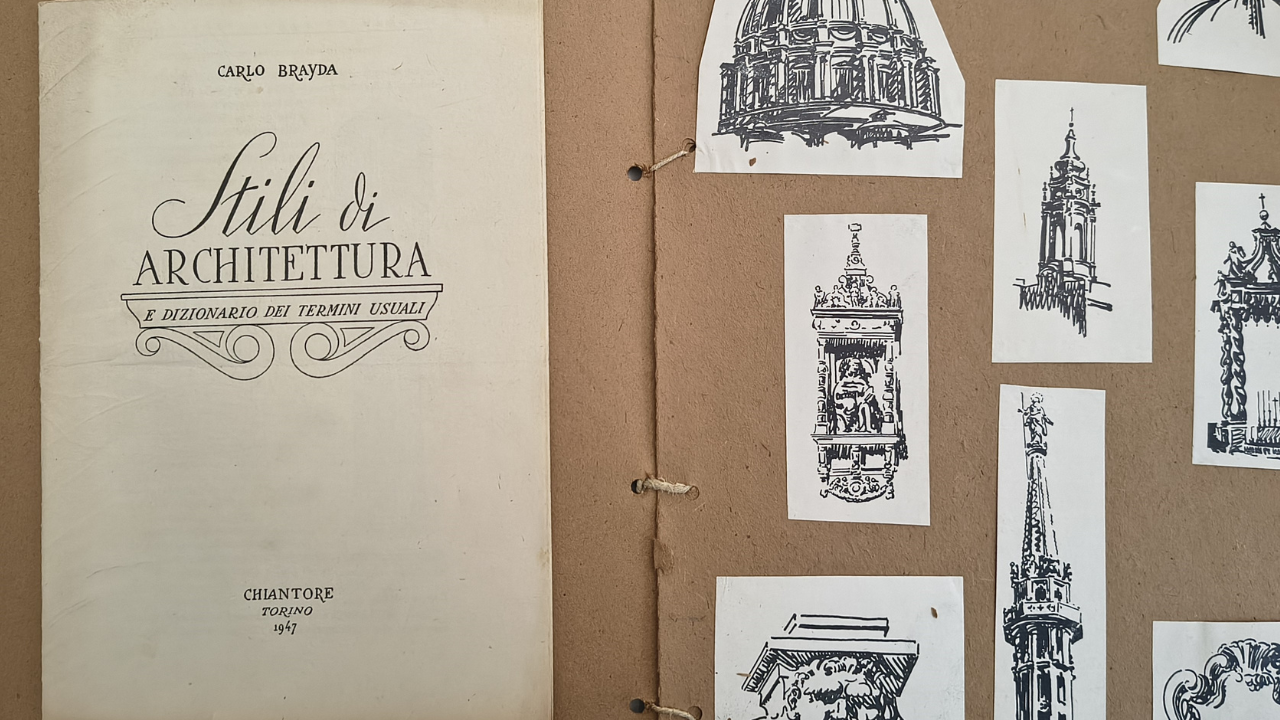 CARLO BRAYDA
Stili di
ARCHITETTURA
E DIZIONARIO DEI TERMINI USUALI
CHIANTORE
TORINO
1947